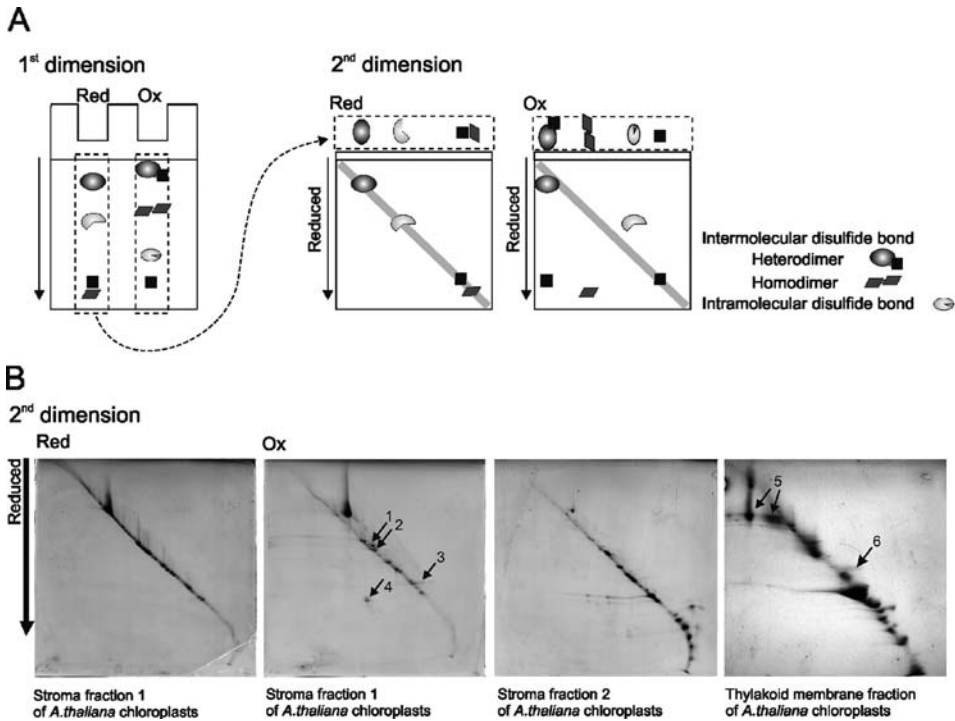 A
1st dimension
Red
Ox
2nd dimension
Red
Ox
Reduced
Reduced
Intermolecular disulfide bond
Heterodimer
Homodimer
Intramolecular disulfide bond
B
2nd dimension
Red
Ox
Reduced
1
2
3
4
5
6
Stroma fraction 1
of A.thaliana chloroplasts
Stroma fraction 1
of A.thaliana chloroplasts
Stroma fraction 2
of A.thaliana chloroplasts
Thylakoid membrane fraction
of A.thaliana chloroplasts